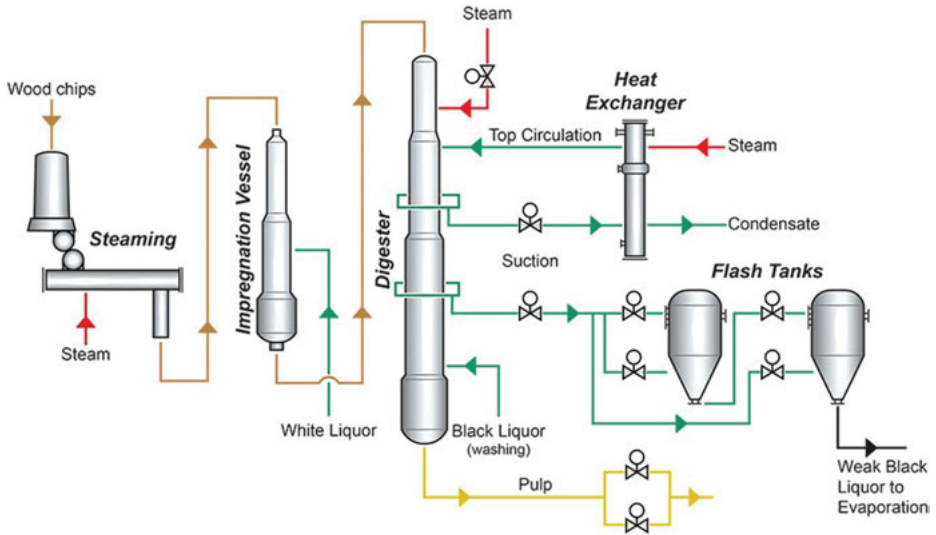 Steam
Wood chips
Heat
Exchanger
Top Circulation
Steam
Impregnation Vessel
Digester
Steaming
Condensate
Suction
Flash Tanks
Steam
White Liquor
Black Liquor
(washing)
Pulp
Weak Black
Liquor to
Evaporation